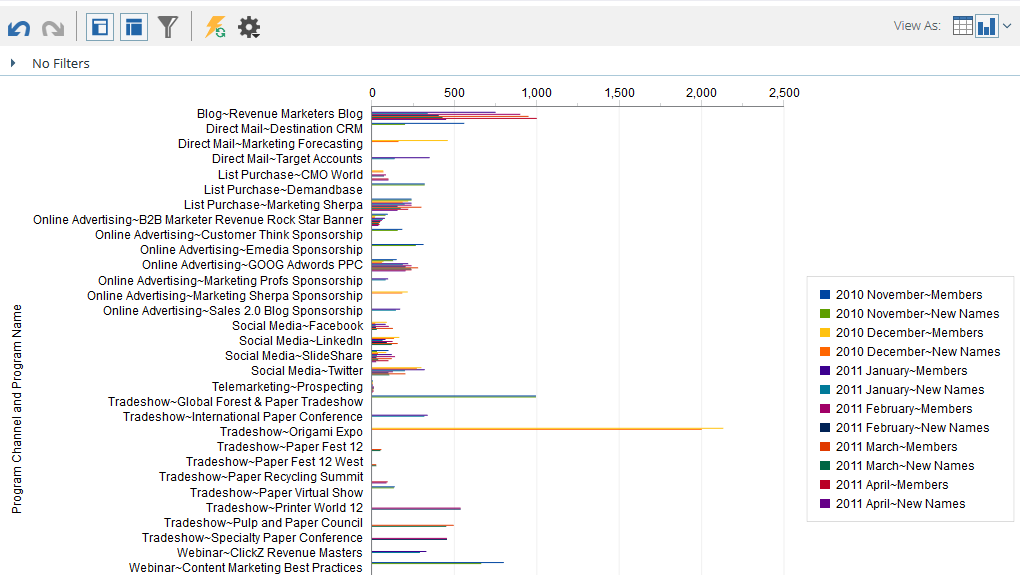 View As:
No Filters
0 500 1,000 1,500 2,000 2,500
Program Channel and Program Name
Blog~Revenue Marketers Blog
Direct Mail~Destination CRM
Direct Mail~Marketing Forecasting
Direct Mail~Target Accounts
List Purchase~CMO World
List Purchase~Demandbase
List Purchase~Marketing Sherpa
Online Advertising~B2B Marketer Revenue Rock Star Banner
Online Advertising~Customer Think Sponsorship
Online Advertising~Emedia Sponsorship
Online Advertising~GOOG Adwords PPC
Online Advertising~Marketing Profs Sponsorship
Online Advertising~Marketing Sherpa Sponsorship
Online Advertising~Sales 2.0 Blog Sponsorship
Social Media~Facebook
Social Media~LinkedIn
Social Media~SlideShare
Social Media~Twitter
Telemarketing~Prospecting
Tradeshow~Global Forest & Paper Tradeshow
Tradeshow~International Paper Conference
Tradeshow~Origami Expo
Tradeshow~Paper Fest 12
Tradeshow~Paper Fest 12 West
Tradeshow~Paper Recycling Summit
Tradeshow~Paper Virtual Show
Tradeshow~Printer World 12
Tradeshow~Pulp and Paper Council
Tradeshow~Specialty Paper Conference
Webinar~ClickZ Revenue Masters
Webinar~Content Marketing Best Practices
2010 November~Members
2010 November~New Names
2010 December~Members
2010 December~New Names
2011 January~Members
2011 January~New Names
2011 February~Members
2011 February~New Names
2011 March~Members
2011 March~New Names
2011 April~Members
2011 April~New Names